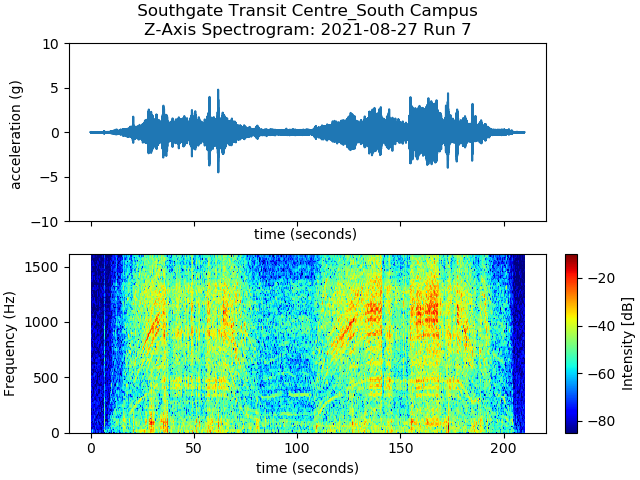 Southgate Transit Centre_South Campus
Z-Axis Spectrogram: 2021-08-27 Run 7
10
5
0
−5
−10
acceleration (g)
time (seconds)
1500
1000
500
0
Frequency (Hz)
0
50
100
150
200
time (seconds)
−20
−40
−60
−80
Intensity [dB]